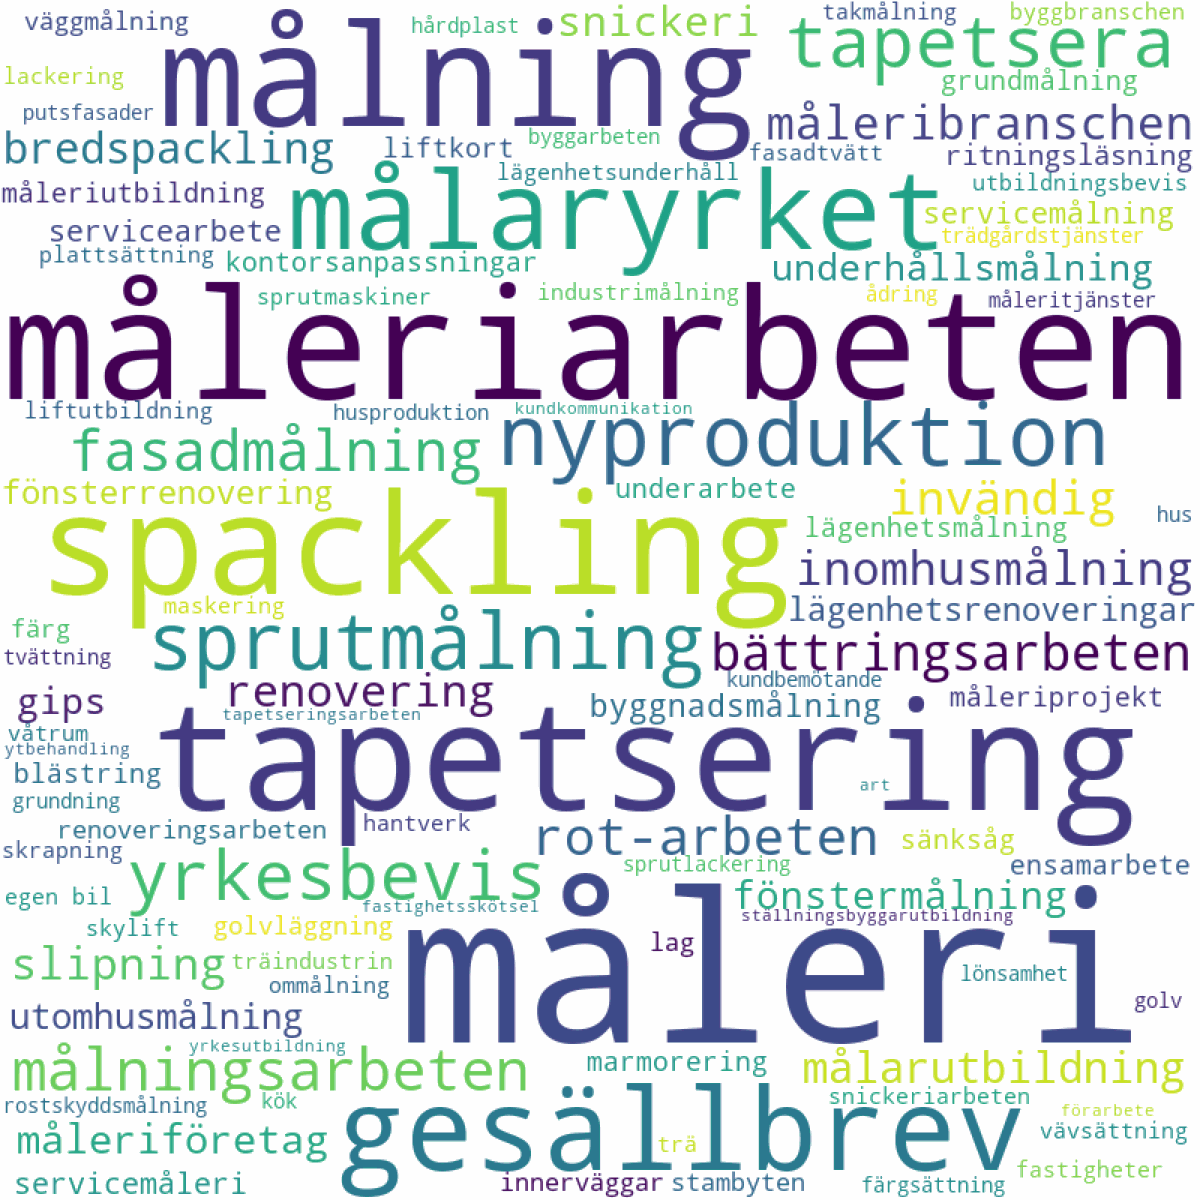 väggmålning
målning
hårdplast
snickeri
takmålning
byggbranschen
tapetsera
lackering
grundmålning
putsfasader
måleribranschen
bredspackling
liftkort
byggarbeten
fasadtvätt
ritningsläsning
lägenhetsunderhåll
utbildningsbevis
måleriutbildning
målaryrket
servicemålning
servicearbete
trädgårdstjänster
plattsättning
kontorsanpassningar
underhållsmålning
sprutmaskiner
industrimålning
ådring
måleritjänster
måleriarbeten
liftutbildning
husproduktion
kundkommunikation
nyproduktion
fasadmålning
fönsterrenovering
underarbete
invändig
hus
spackling
lägenhetsmålning
inomhusmålning
maskering
lägenhetsrenoveringar
färg
sprutmålning
bättringsarbeten
tvättning
kundbemötande
gips
renovering
tapetseringsarbeten
byggnadsmålning
måleriprojekt
våtrum
ytbehandling
tapetsering
blästring
art
grundning
renoveringsarbeten
hantverk
rot-arbeten
sänksåg
skrapning
sprutlackering
ensamarbete
yrkesbevis
egen bil
fastighetsskötsel
fönstermålning
ställningsbyggarutbildning
skylift
golvläggning
måleri
lag
slipning
träindustrin
lönsamhet
ommålning
golv
utomhusmålning
yrkesutbildning
målningsarbeten
marmorering
målarutbildning
snickeriarbeten
rostskyddsmålning
kök
gesällbrev
förarbete
måleriföretag
trä
vävsättning
fastigheter
servicemåleri
innerväggar
stambyten
färgsättning